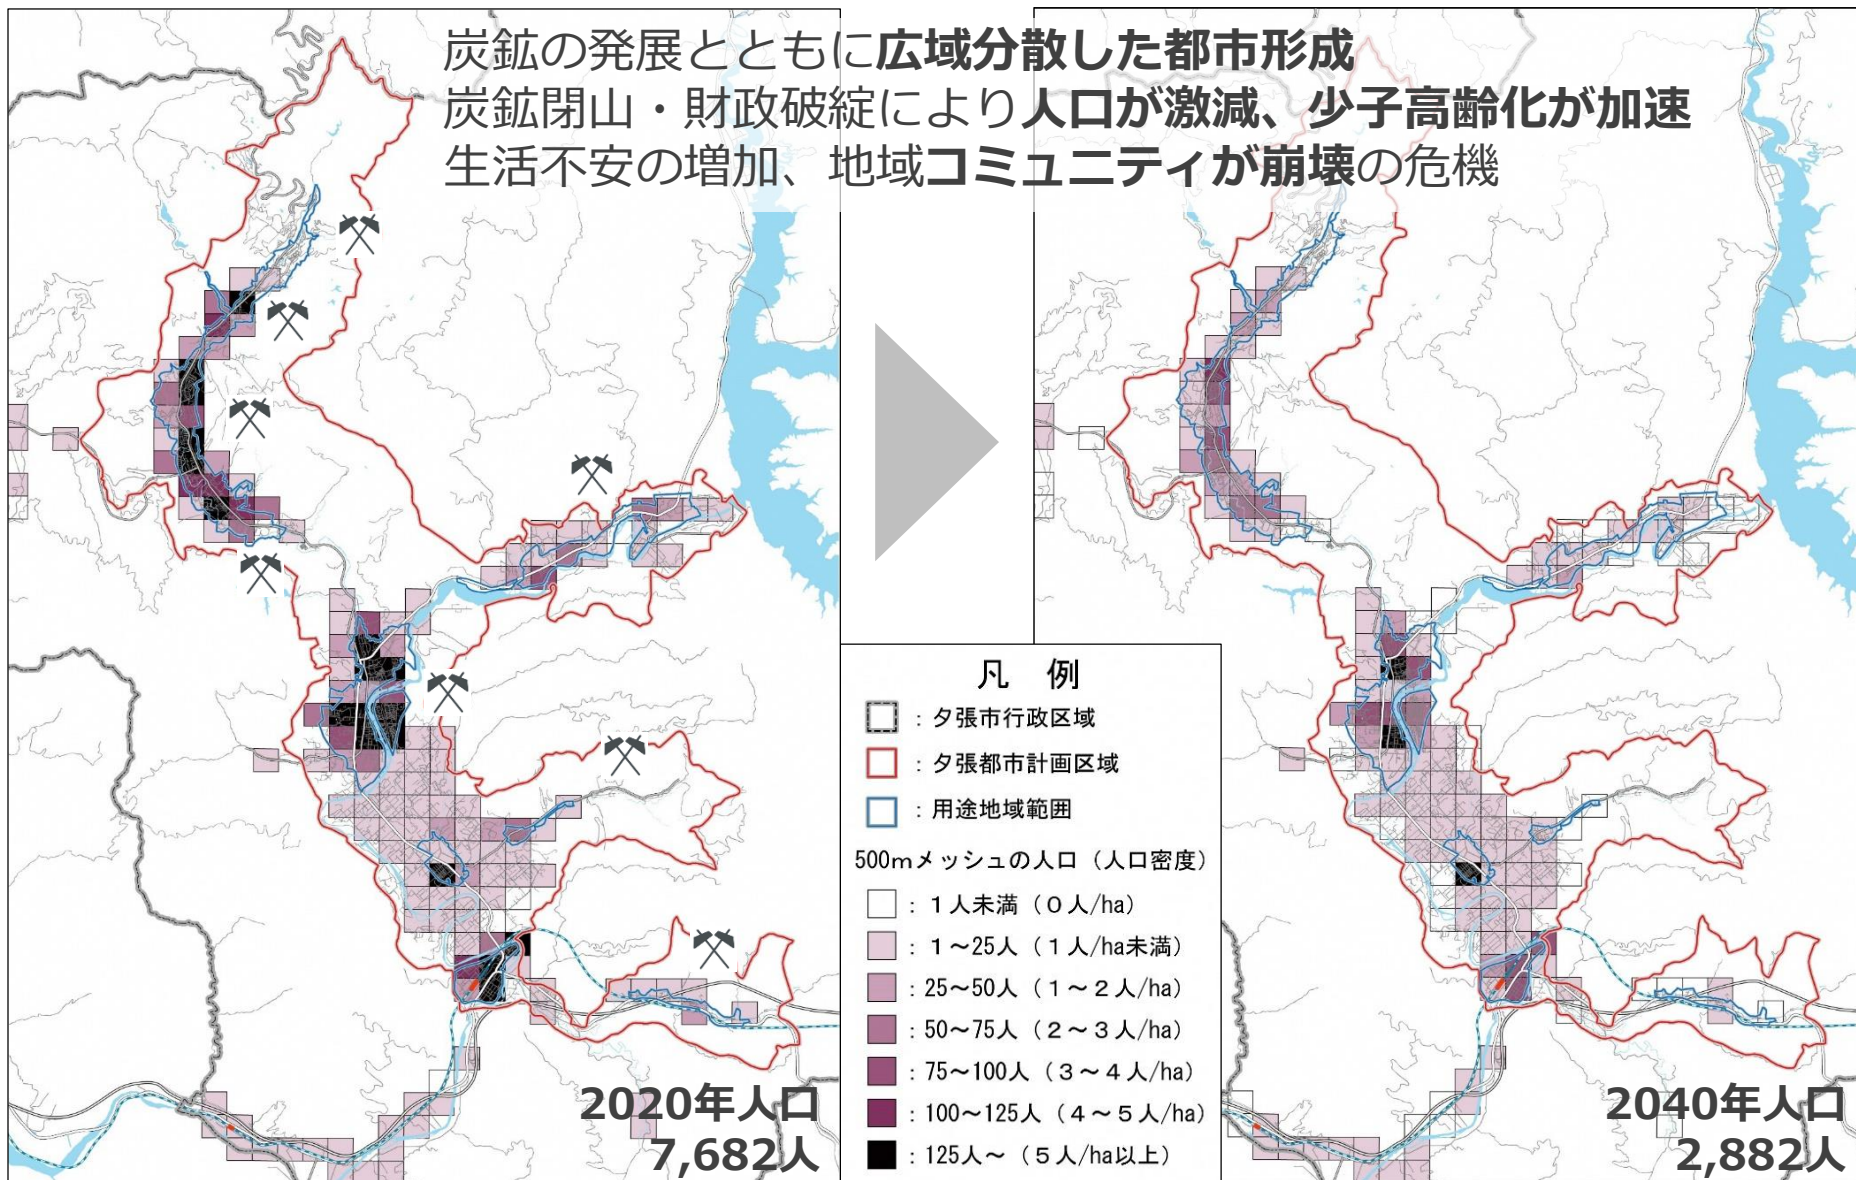 炭鉱の発展とともに広域分散した都市形成
炭鉱閉山・財政破綻により人口が激減、少子高齢化が加速
生活不安の増加、地域コミュニティが崩壊の危機
2020年人口
7,682人
凡 例
：夕張市行政区域
：夕張都市計画区域
：用途地域範囲
500mメッシュの人口（人口密度）
：１人未満（０人/ha）
：１～25人（１人/ha未満）
：25～50人（１～２人/ha）
：50～75人（２～３人/ha）
：75～100人（３～４人/ha）
：100～125人（４～５人/ha）
：125人～（５人/ha以上）
2040年人口
2,882人